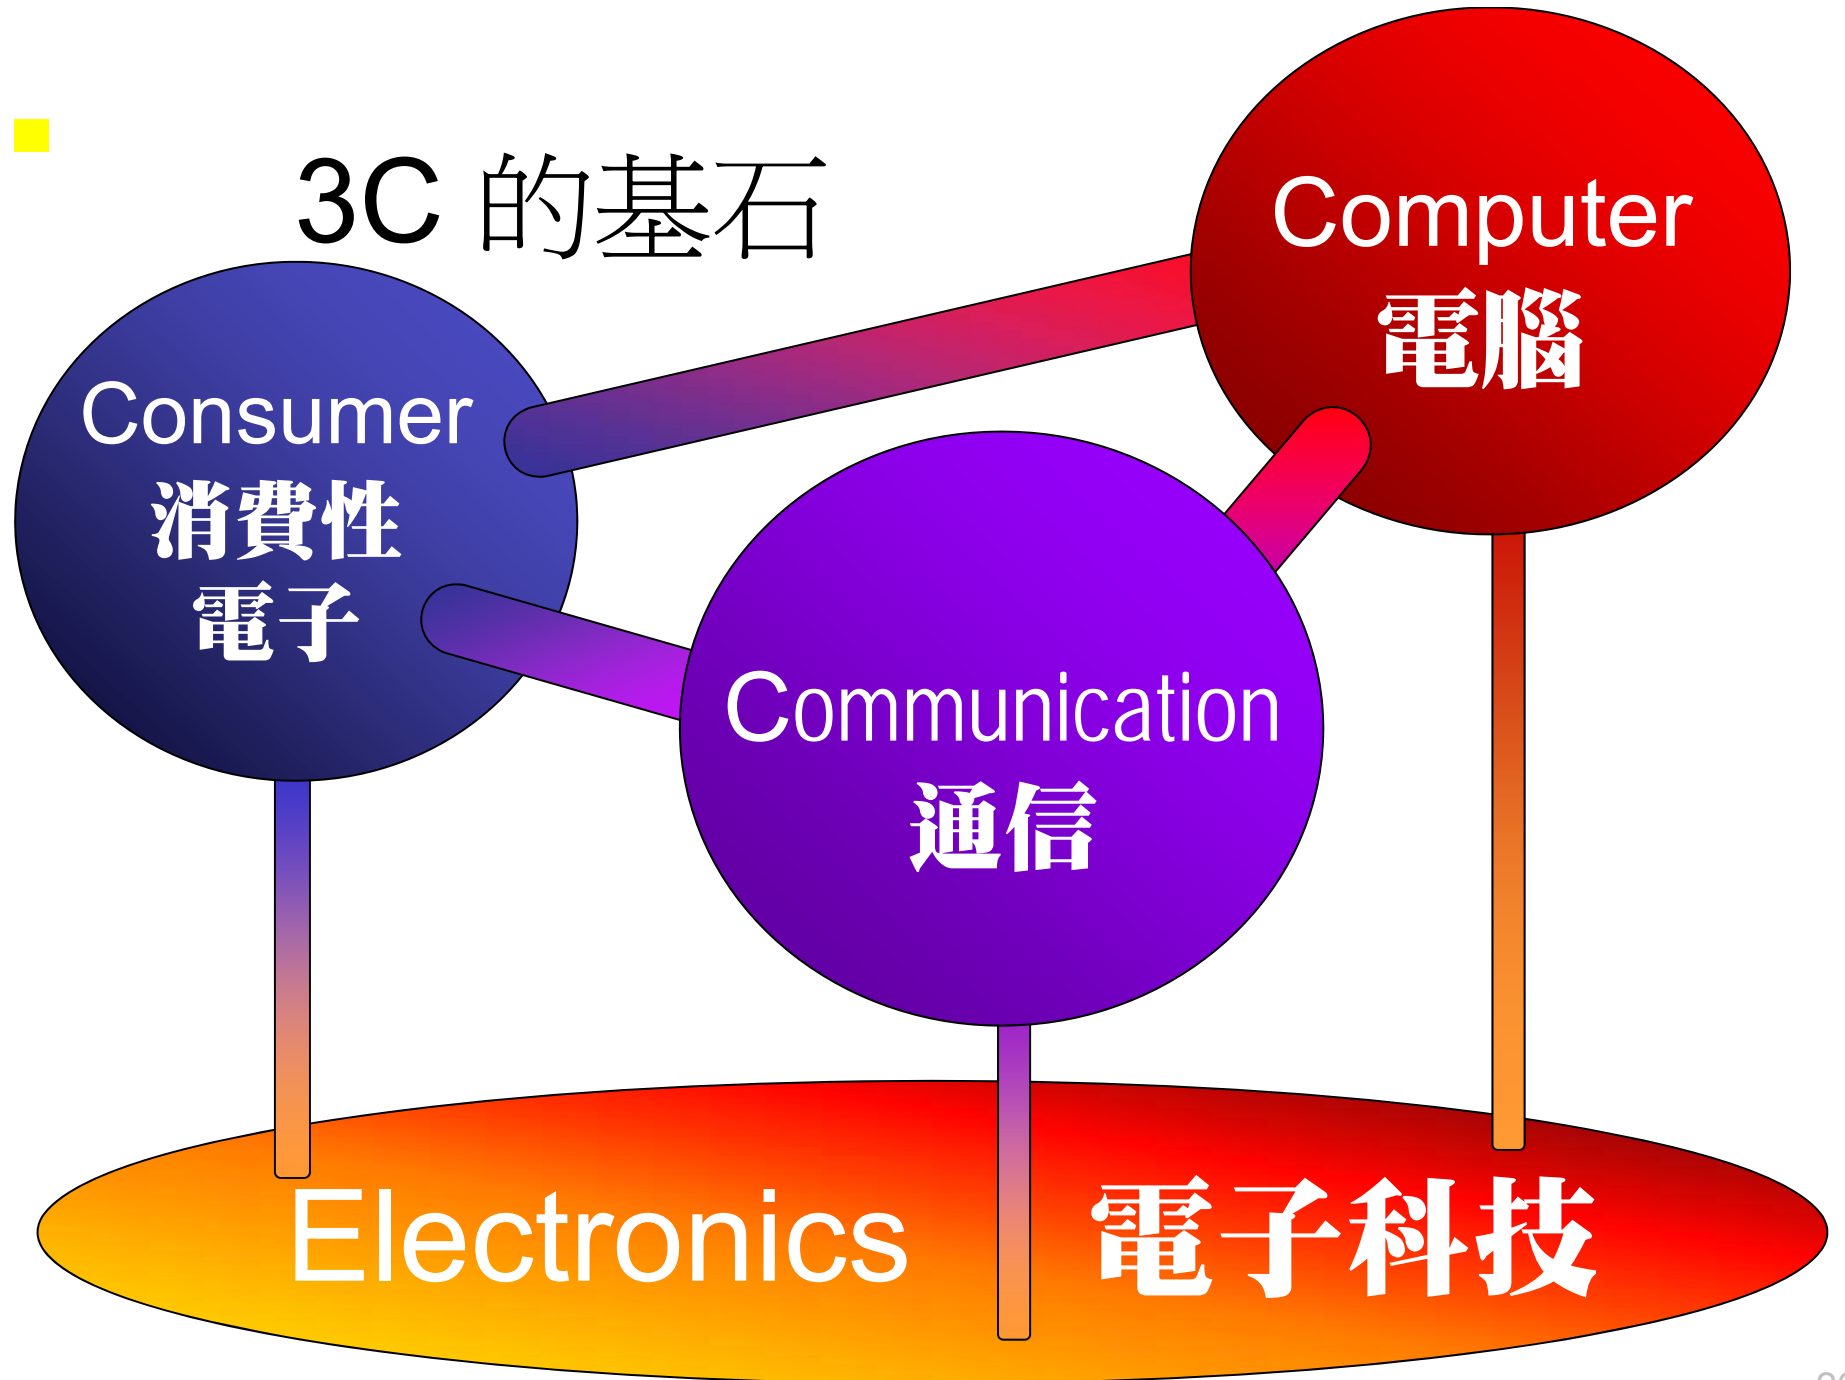 3C 的基石
Computer
電腦
Consumer
消費性
電子
Communication
通信
Electronics 電子科技